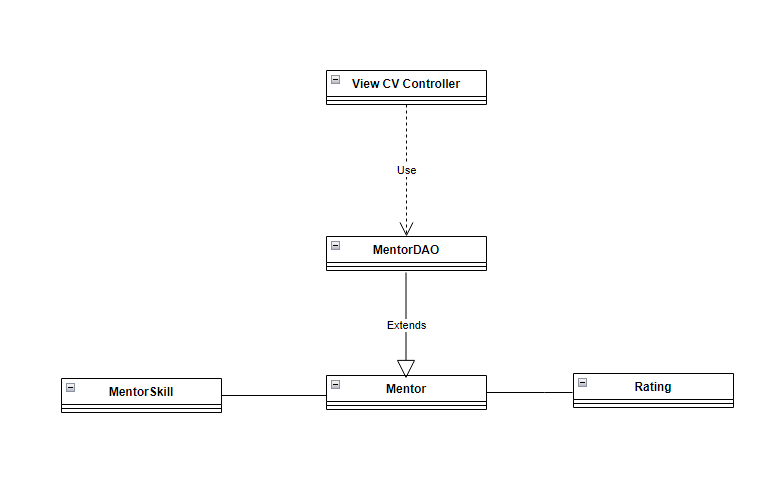 View CV Controller
Use
MentorDAO
Extends
MentorSkill
Mentor
Rating